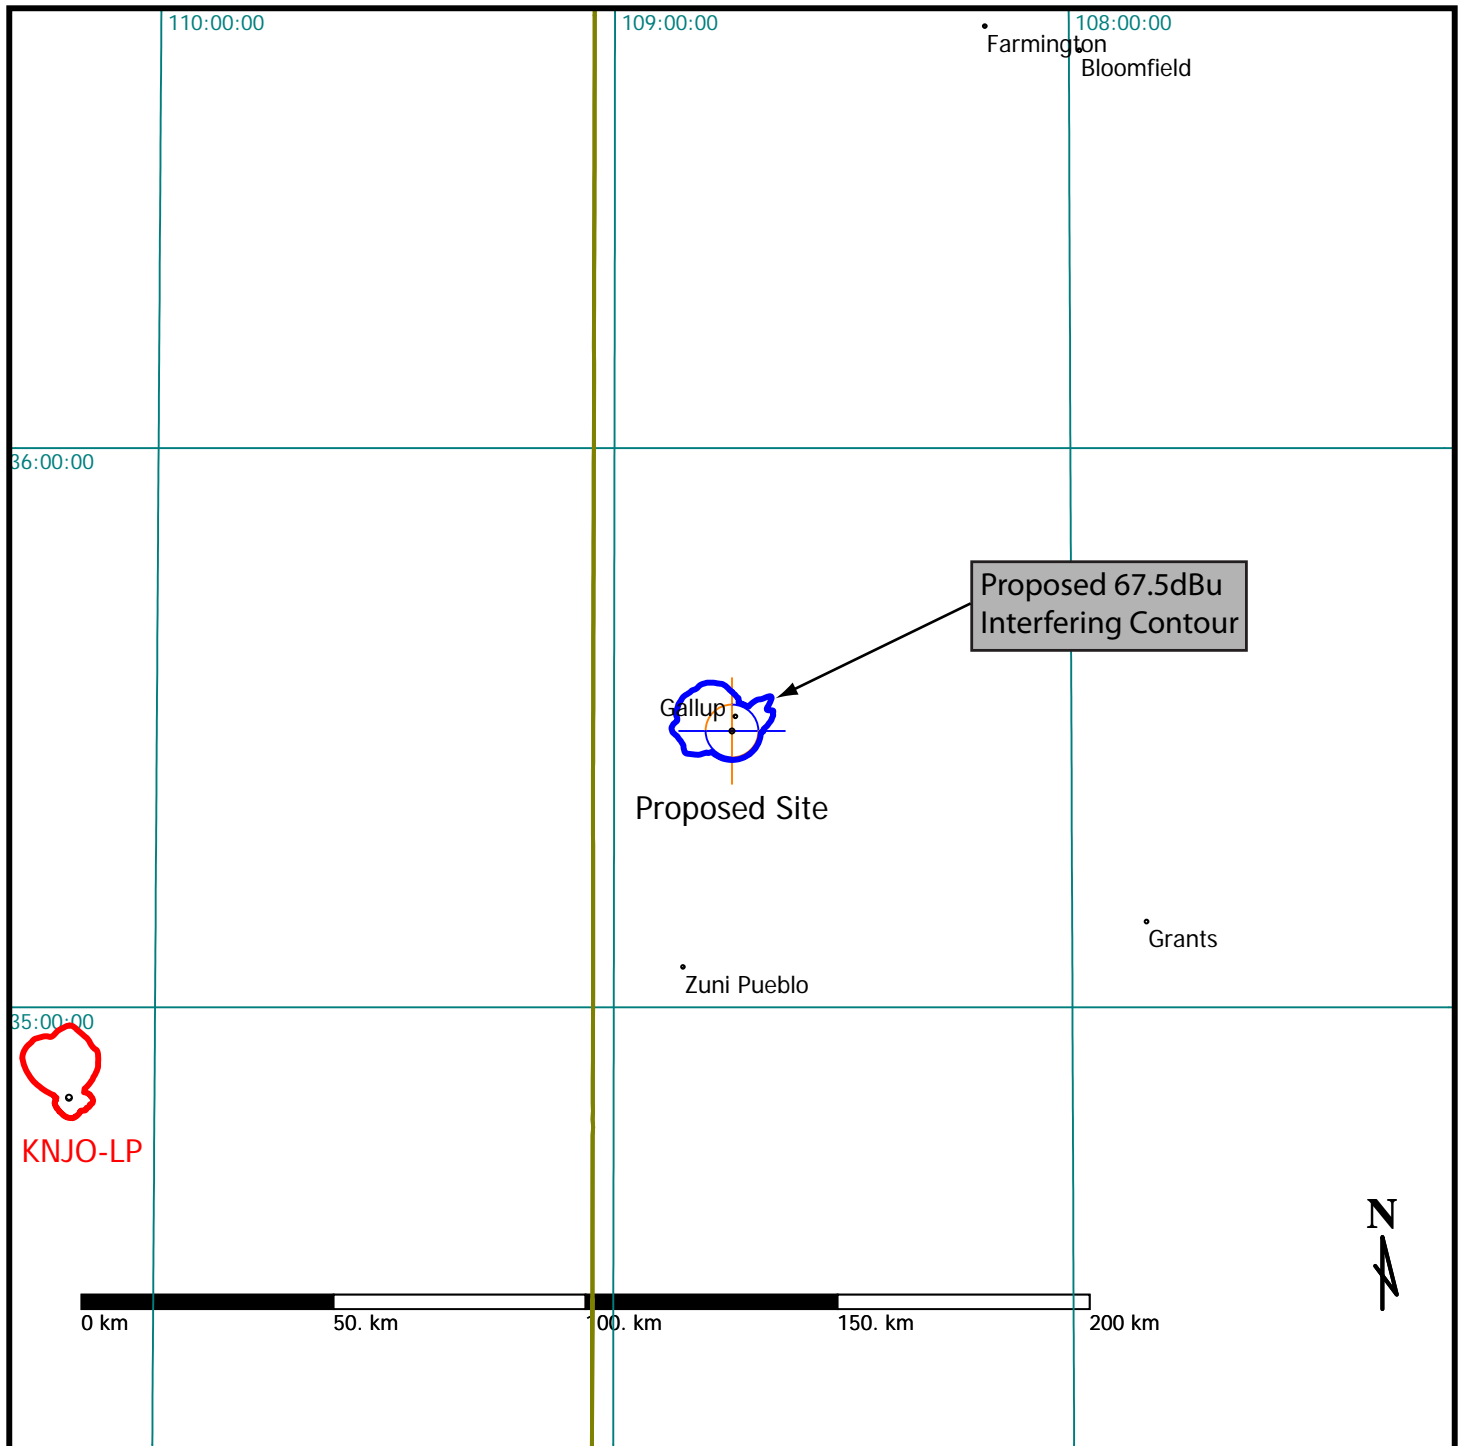 110:00:00
109:00:00
108:00:00
Farmington
Bloomfield
36:00:00
Proposed 67.5dBu
Interfering Contour
Gallup
Proposed Site
Grants
Zuni Pueblo
35:00:00
KNJO-LP
N
0 km
50. km
100. km
150. km
200 km